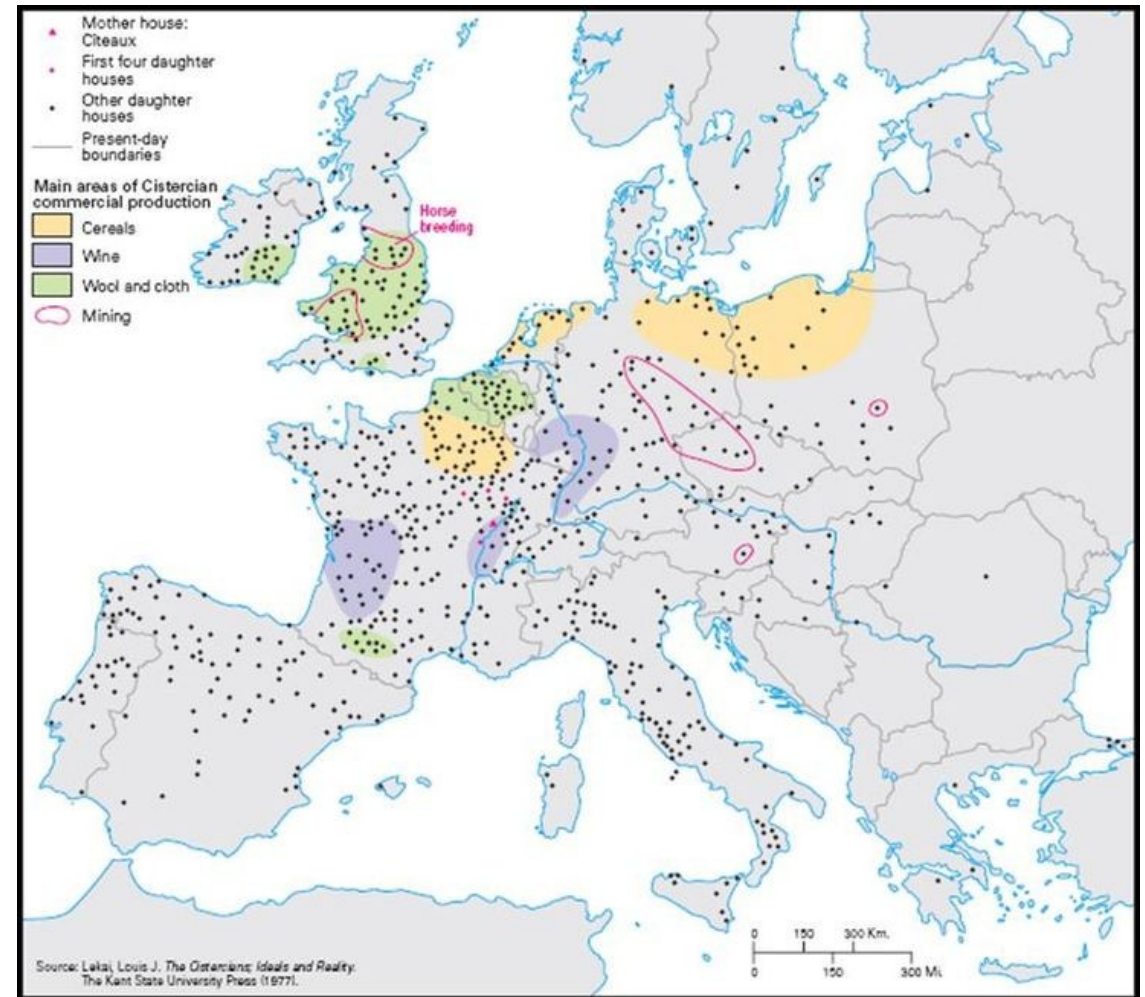 Mother house:
Cîteaux
First four daughter
houses
Other daughter
houses
Present-day
boundaries
Main areas of Cistercian
commercial production
Cereals
Wine
Wool and cloth
Mining
Horse
breeding
0 150 300 Km.
0 150 300 Mi.
Source: Lekai, Louis J. The Cistercians; Ideals and Reality.
The Kent State University Press (1977).